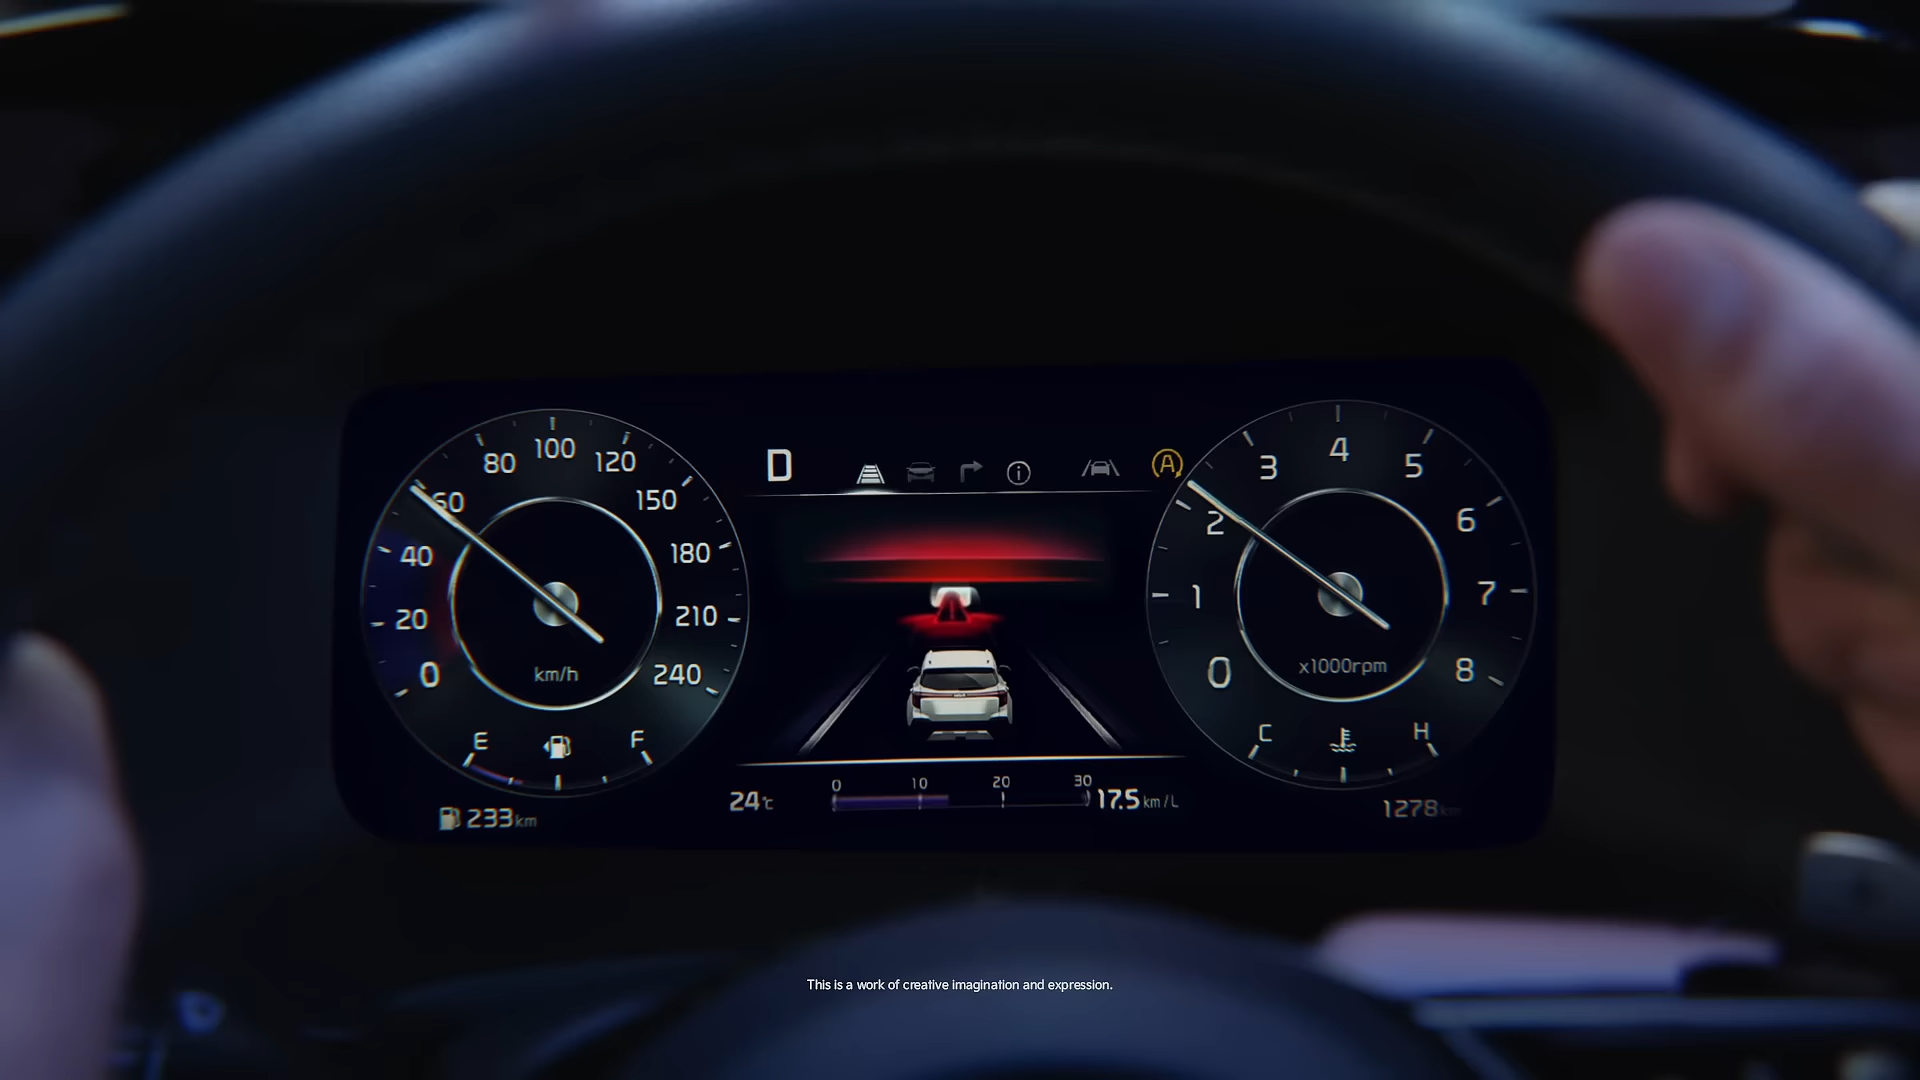 80 100 120
60 150
40 180
20 210
0 240
km/h
E F
233km
D
A
24°C
0 10 20 30
17.5 km/L
3 4 5
2 6
1 7
0 8
x1000rpm
C H
1278km
This is a work of creative imagination and expression.